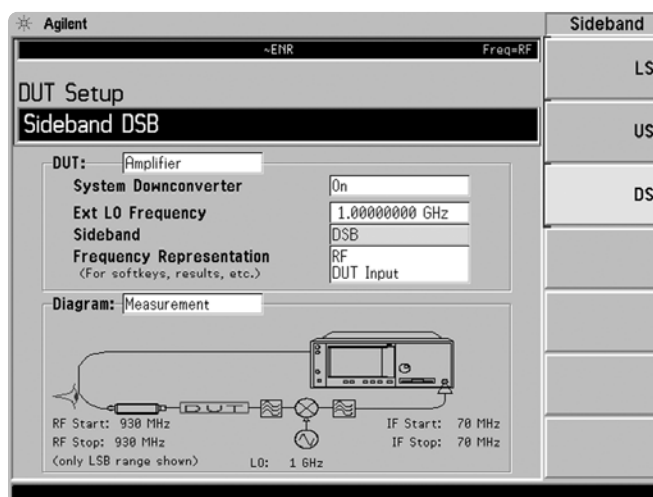 Agilent
Sideband
~ENR Freq=RF
DUT Setup
Sideband DSB
LS
US
DS
DUT: Amplifier
System Downconverter On
Ext LO Frequency 1.00000000 GHz
Sideband DSB
Frequency Representation RF
(For softkeys, results, etc.) DUT Input
Diagram: Measurement
DUT
RF Start: 930 MHz IF Start: 70 MHz
RF Stop: 930 MHz IF Stop: 70 MHz
(only LSB range shown) LO: 1 GHz